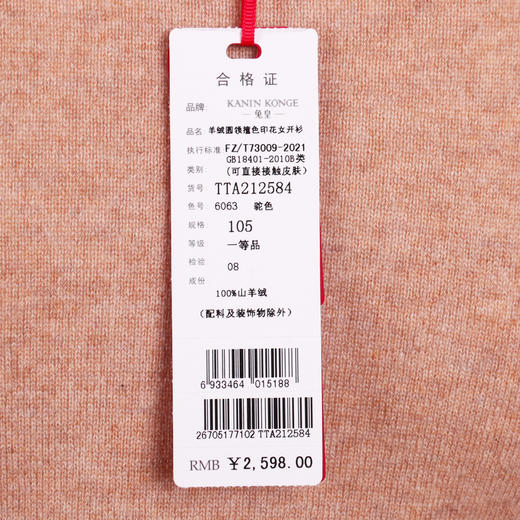 合格证
品牌: KANIN KONGE
—兔皇—
品名: 羊绒圆领撞色印花女开衫
执行标准 FZ/T73009-2021
GB18401-2010B类
类别: (可直接接触皮肤)
货号 TTA212584
色号 6063 驼色
规格 105
等级 一等品
检验 08
成份
100%山羊绒
（配料及装饰物除外）
6 933464 015188
26705177102 TTA212584
RMB ￥2,598.00